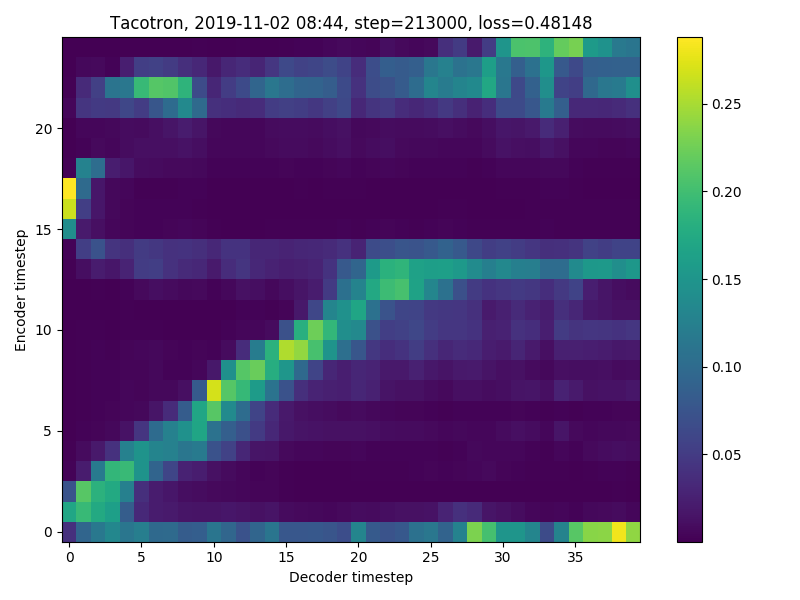 Tacotron, 2019-11-02 08:44, step=213000, loss=0.48148
Encoder timestep
20
15
10
5
0
0 5 10 15 20 25 30 35
Decoder timestep
0.25
0.20
0.15
0.10
0.05